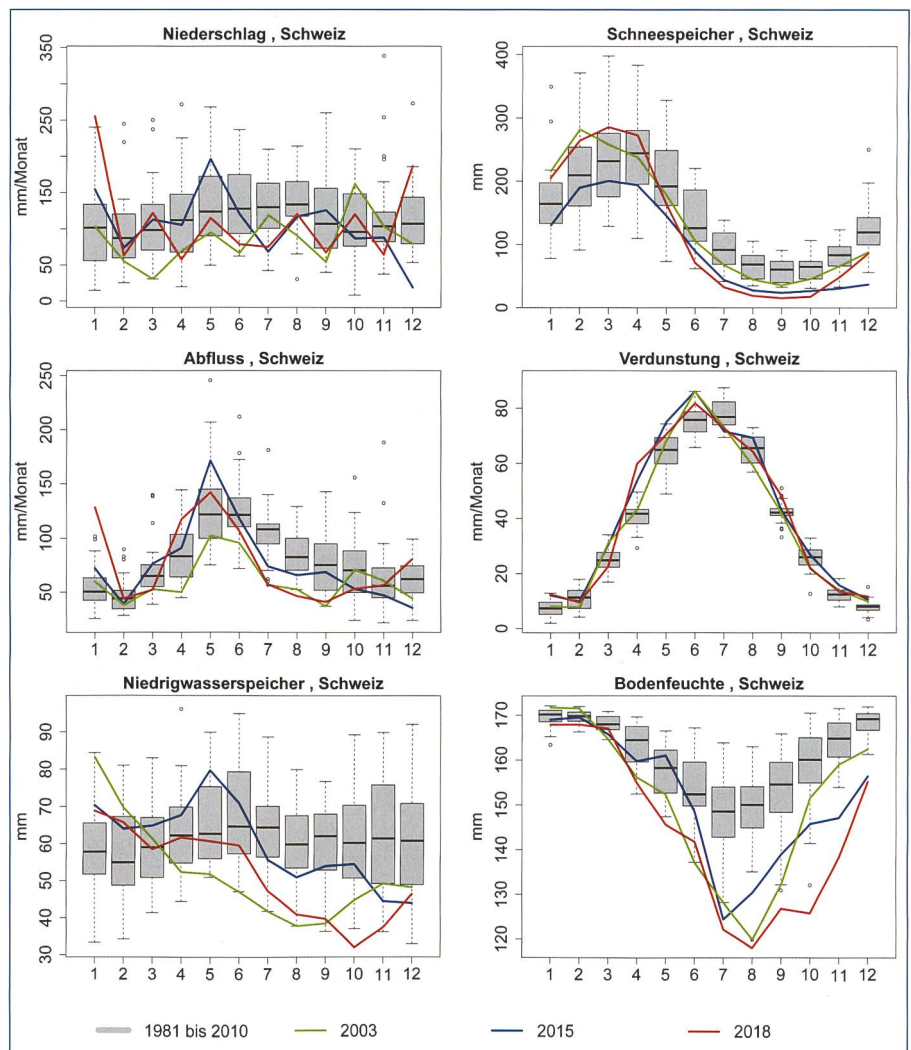 Niederschlag , Schweiz
mm/Monat
0 50 150 250 350
1 2 3 4 5 6 7 8 9 10 11 12
Schneespeicher , Schweiz
mm
0 100 200 300 400
1 2 3 4 5 6 7 8 9 10 11 12
Abfluss , Schweiz
mm/Monat
50 100 150 200 250
1 2 3 4 5 6 7 8 9 10 11 12
Verdunstung , Schweiz
mm/Monat
0 20 40 60 80
1 2 3 4 5 6 7 8 9 10 11 12
Niedrigwasserspeicher , Schweiz
mm
30 40 50 60 70 80 90
1 2 3 4 5 6 7 8 9 10 11 12
Bodenfeuchte , Schweiz
mm
120 130 140 150 160 170
1 2 3 4 5 6 7 8 9 10 11 12
1981 bis 2010 2003 2015 2018